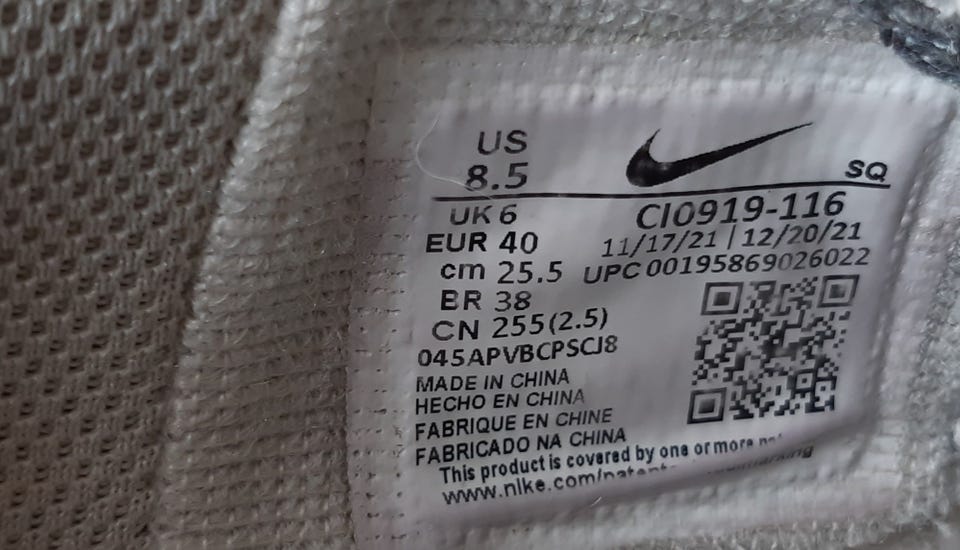 US
8.5
SQ
UK 6
EUR 40
cm 25.5
BR 38
CN 255(2.5)
CI0919-116
11/17/21 | 12/20/21
UPC 00195869026022
045APVBCPSCJ8
MADE IN CHINA
HECHO EN CHINA
FABRIQUE EN CHINE
FABRICADO NA CHINA
This product is covered by one or more
www.nike.com/patent